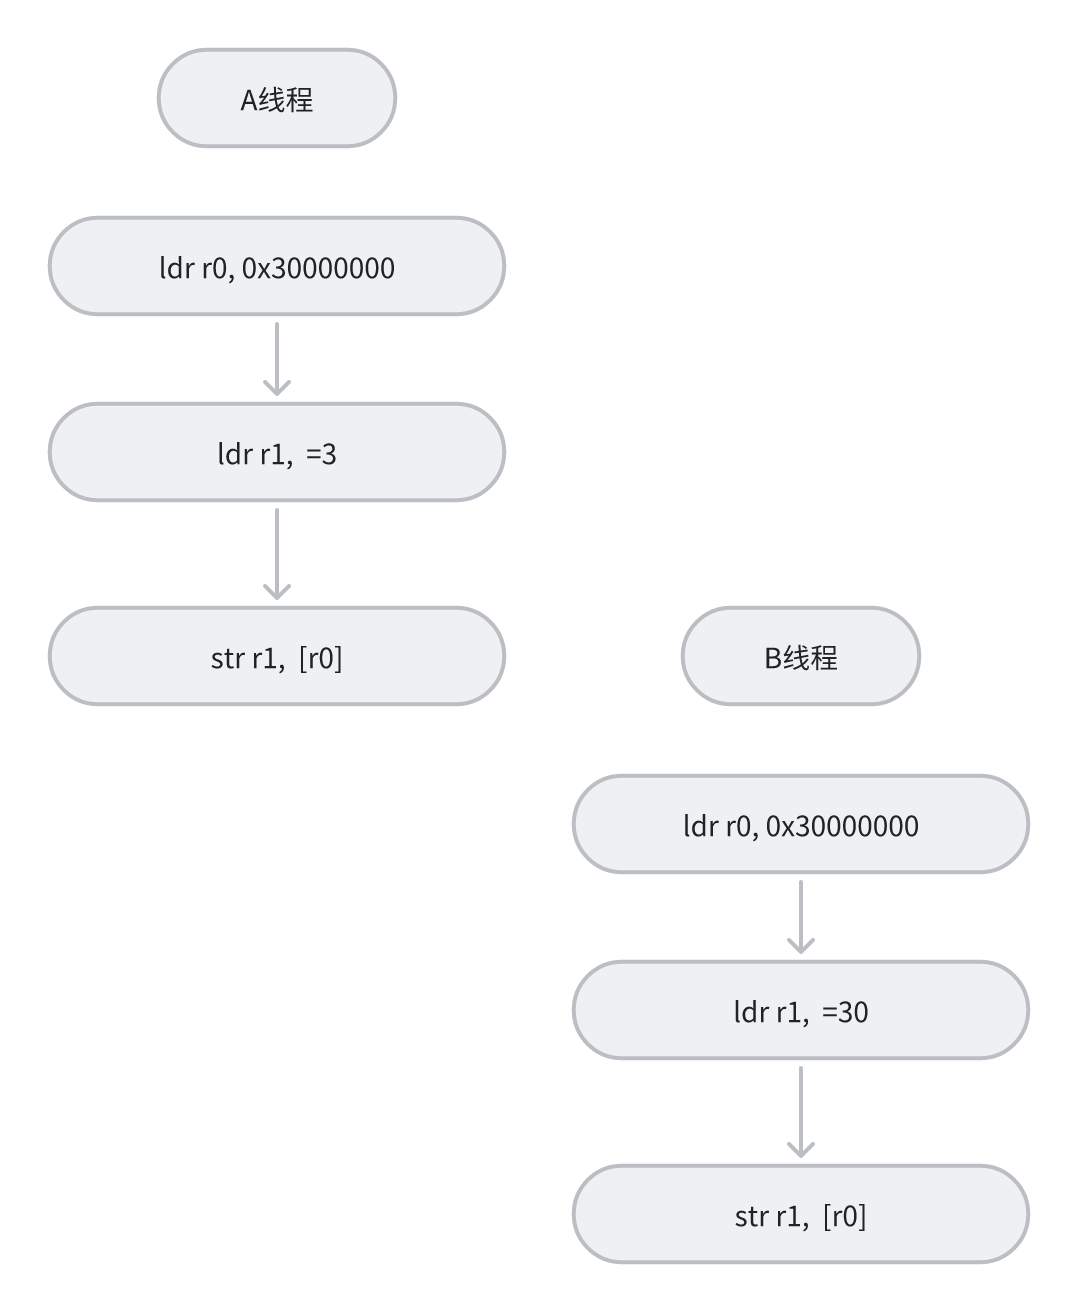 A线程
ldr r0, 0x30000000
ldr r1,  =3
str r1,  [r0]
B线程
ldr r0, 0x30000000
ldr r1,  =30
str r1,  [r0]